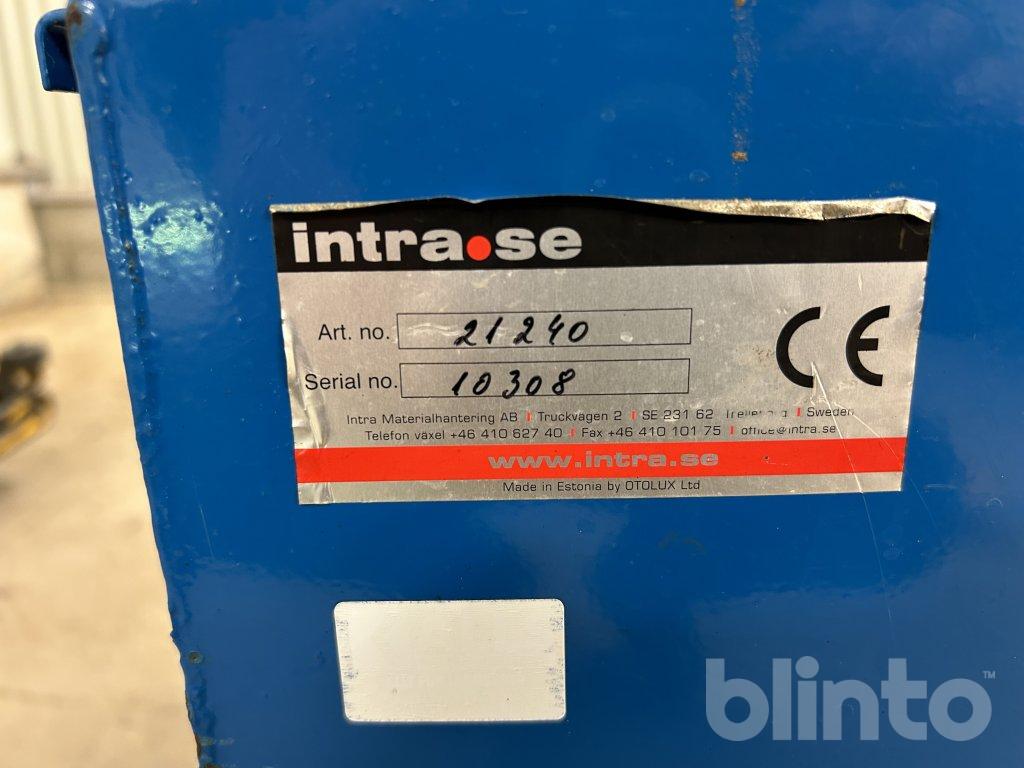 intra.se
Art. no. 21240
Serial no. 10308
CE
Intra Materialhantering AB | Truckvägen 2 | SE 231 62 | Sweden
Telefon växel +46 410 627 40 | Fax +46 410 101 75 | office@intra.se
www.intra.se
Made in Estonia by OTOLUX Ltd
blinto™